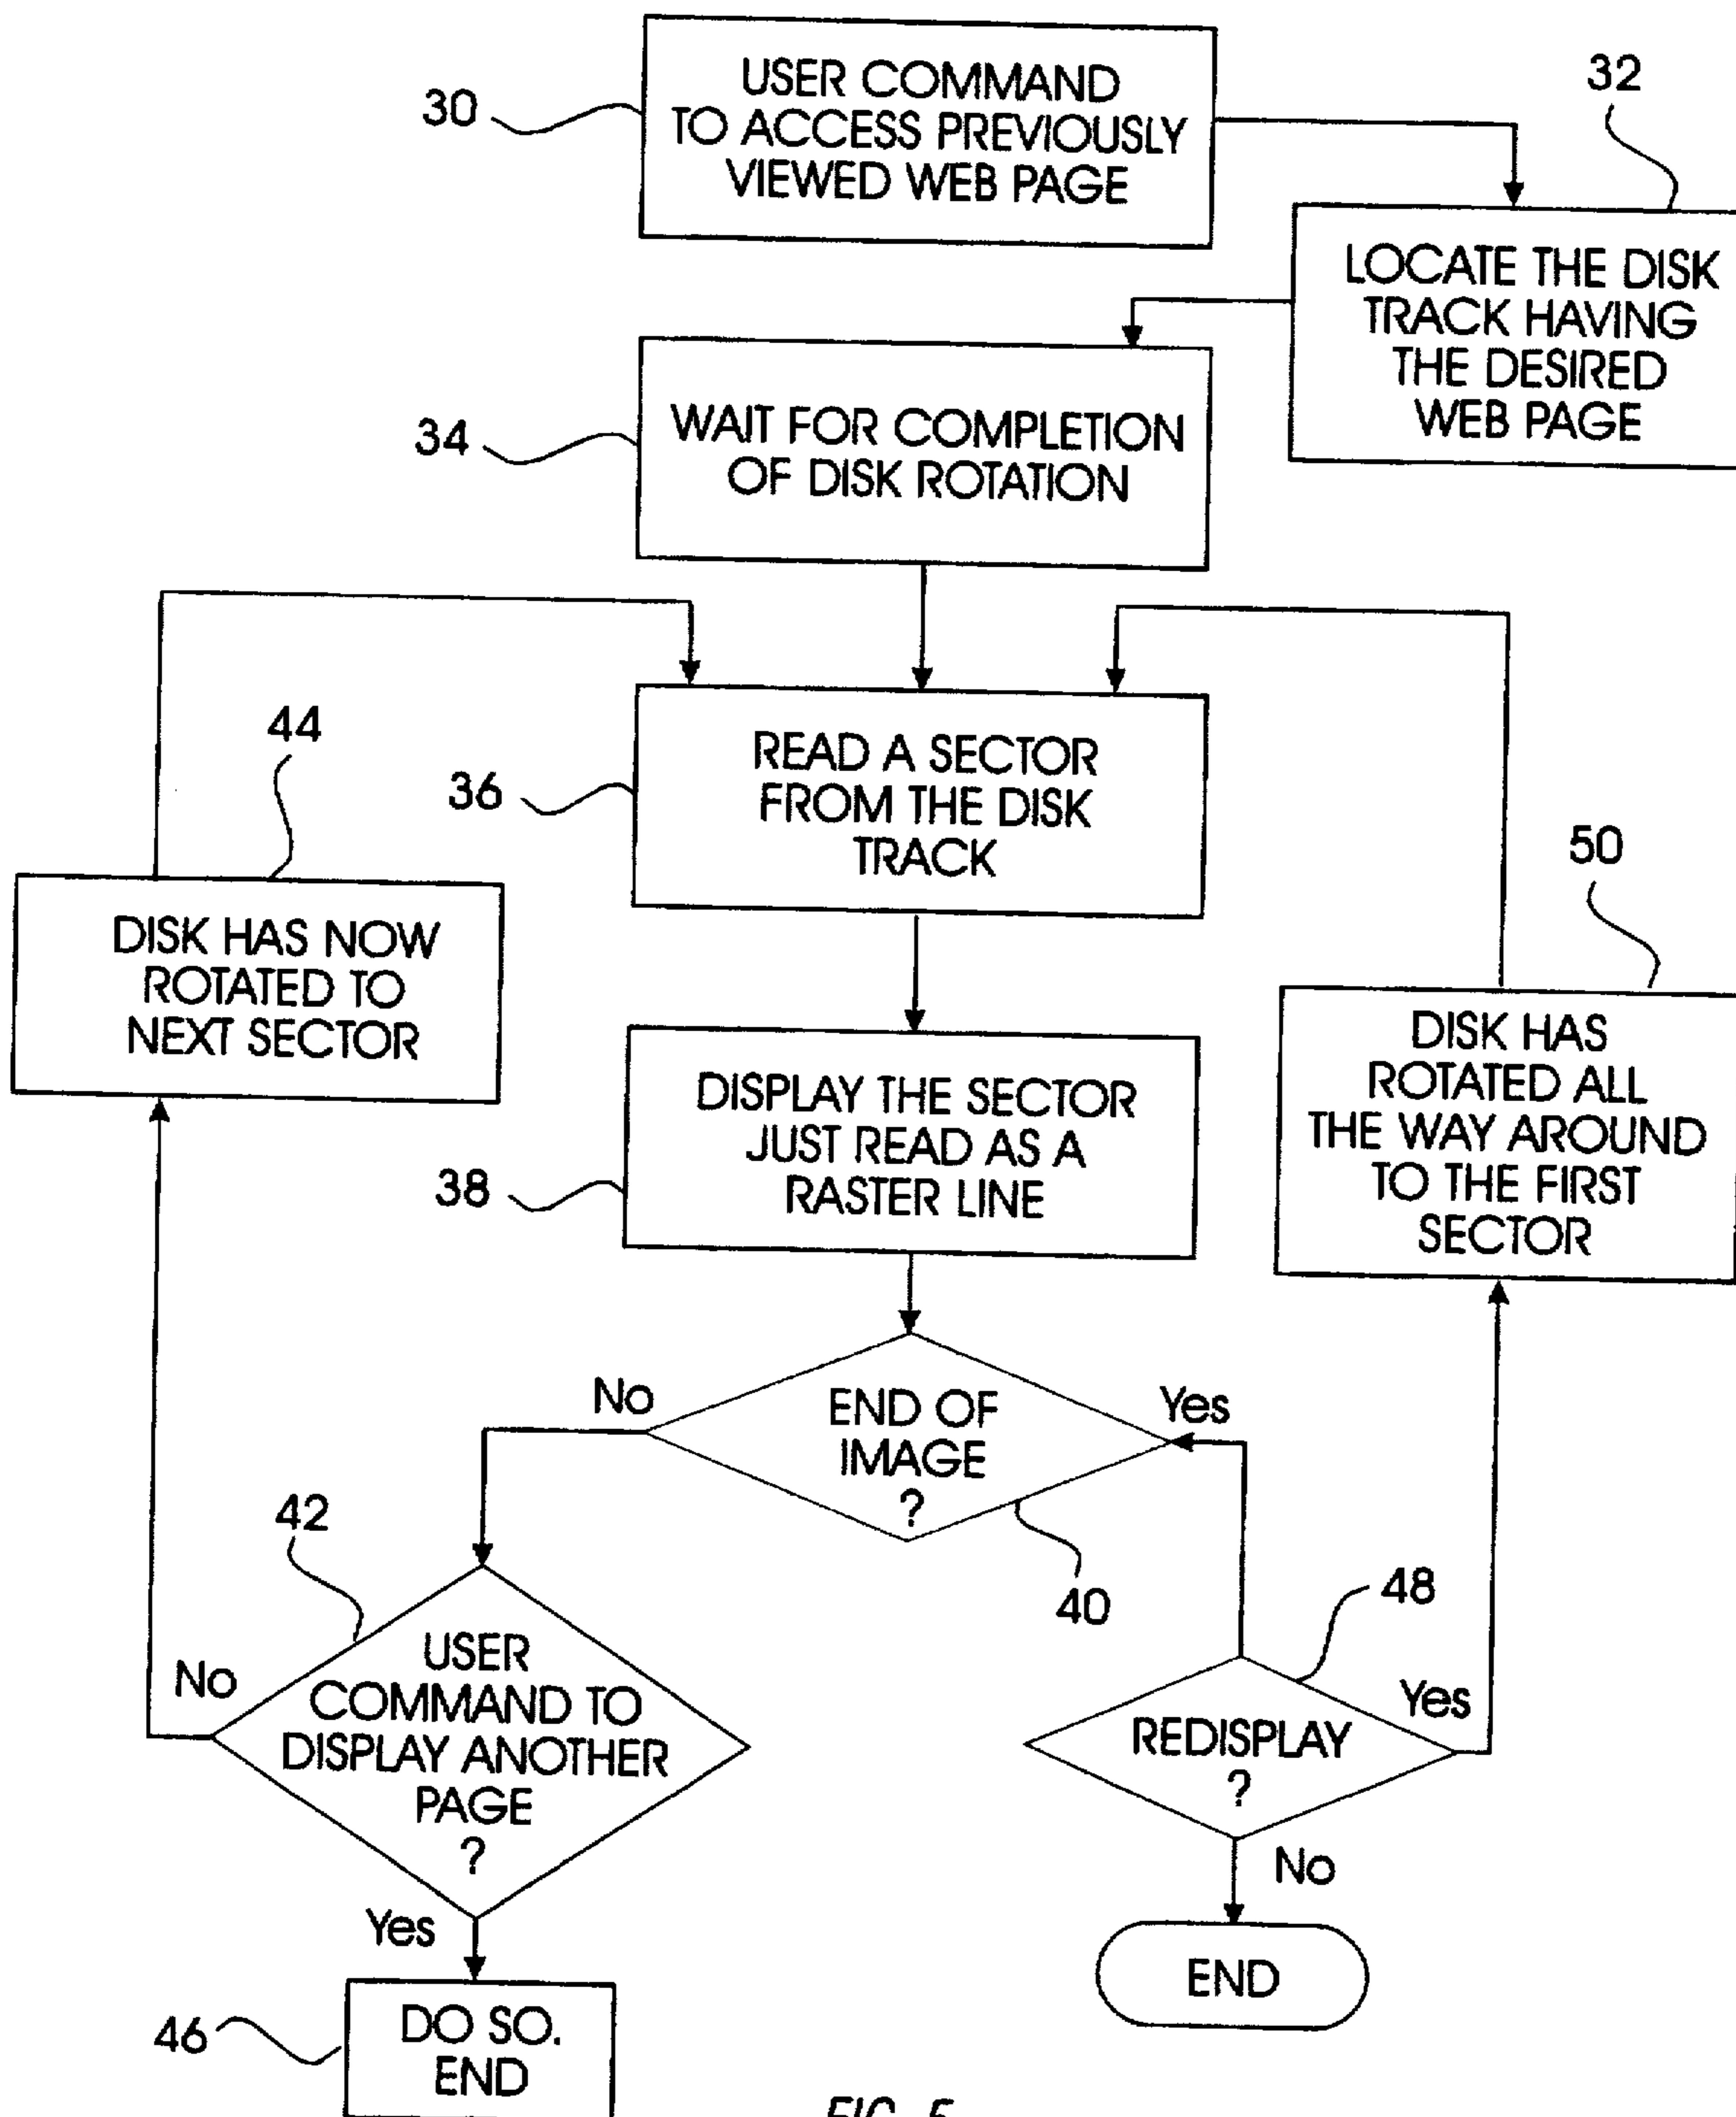 30
USER COMMAND
TO ACCESS PREVIOUSLY
VIEWED WEB PAGE
32
LOCATE THE DISK
TRACK HAVING
THE DESIRED
WEB PAGE
34
WAIT FOR COMPLETION
OF DISK ROTATION
36
READ A SECTOR
FROM THE DISK
TRACK
44
DISK HAS NOW
ROTATED TO
NEXT SECTOR
50
DISK HAS
ROTATED ALL
THE WAY AROUND
TO THE FIRST
SECTOR
38
DISPLAY THE SECTOR
JUST READ AS A
RASTER LINE
No
END OF
IMAGE
?
Yes
40
42
No
USER
COMMAND TO
DISPLAY ANOTHER
PAGE
?
Yes
48
REDISPLAY
?
Yes
No
END
46
DO SO.
END
FIG. 5